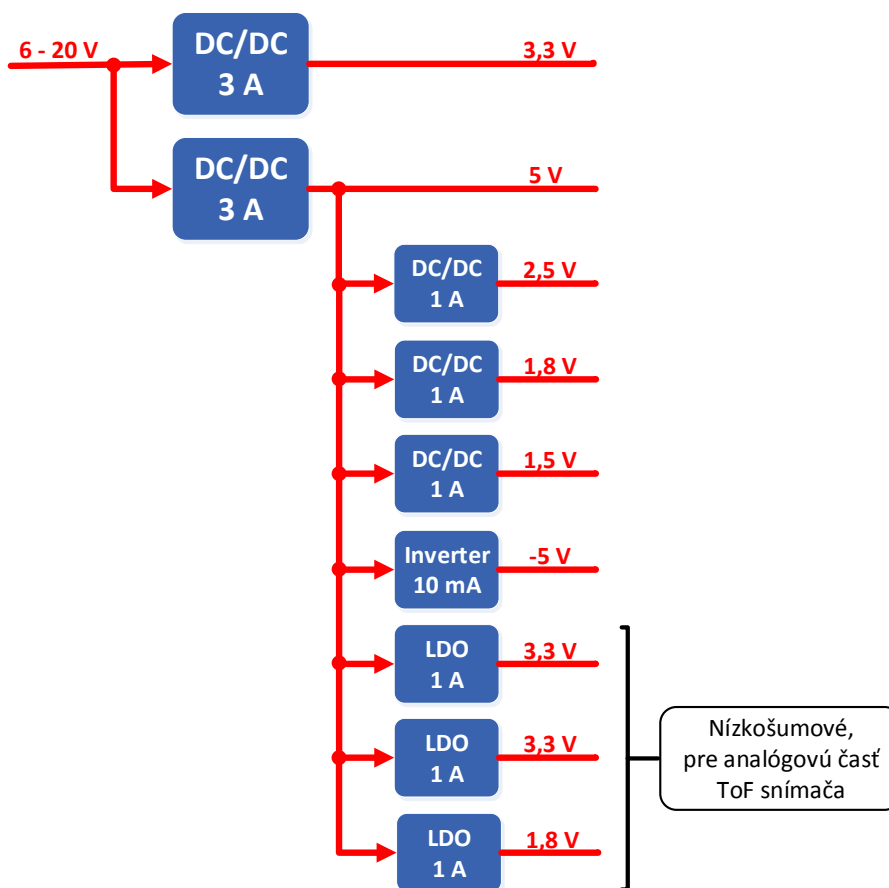 6 - 20 V
DC/DC
3 A
3,3 V
DC/DC
3 A
5 V
DC/DC
1 A
2,5 V
DC/DC
1 A
1,8 V
DC/DC
1 A
1,5 V
Inverter
10 mA
-5 V
LDO
1 A
3,3 V
LDO
1 A
3,3 V
LDO
1 A
1,8 V
Nízkošumové,
pre analógovú časť
ToF snímača